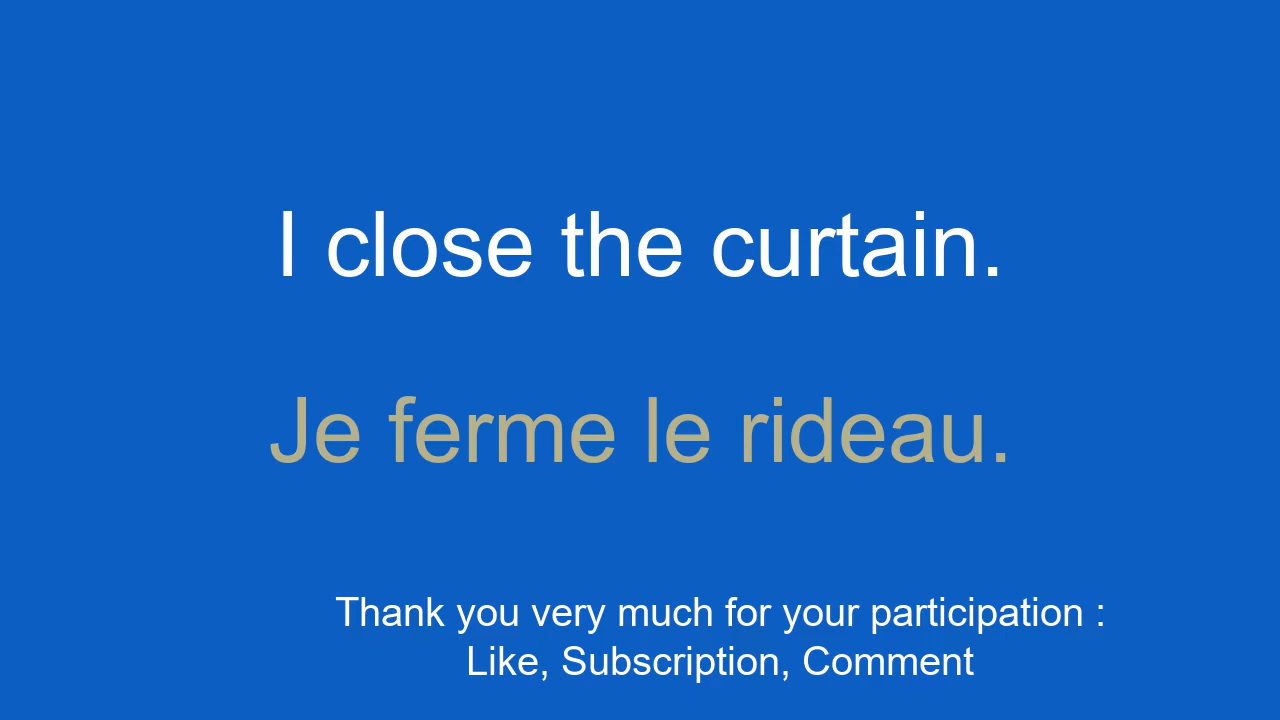 I close the curtain.
Je ferme le rideau.
Thank you very much for your participation :
Like, Subscription, Comment